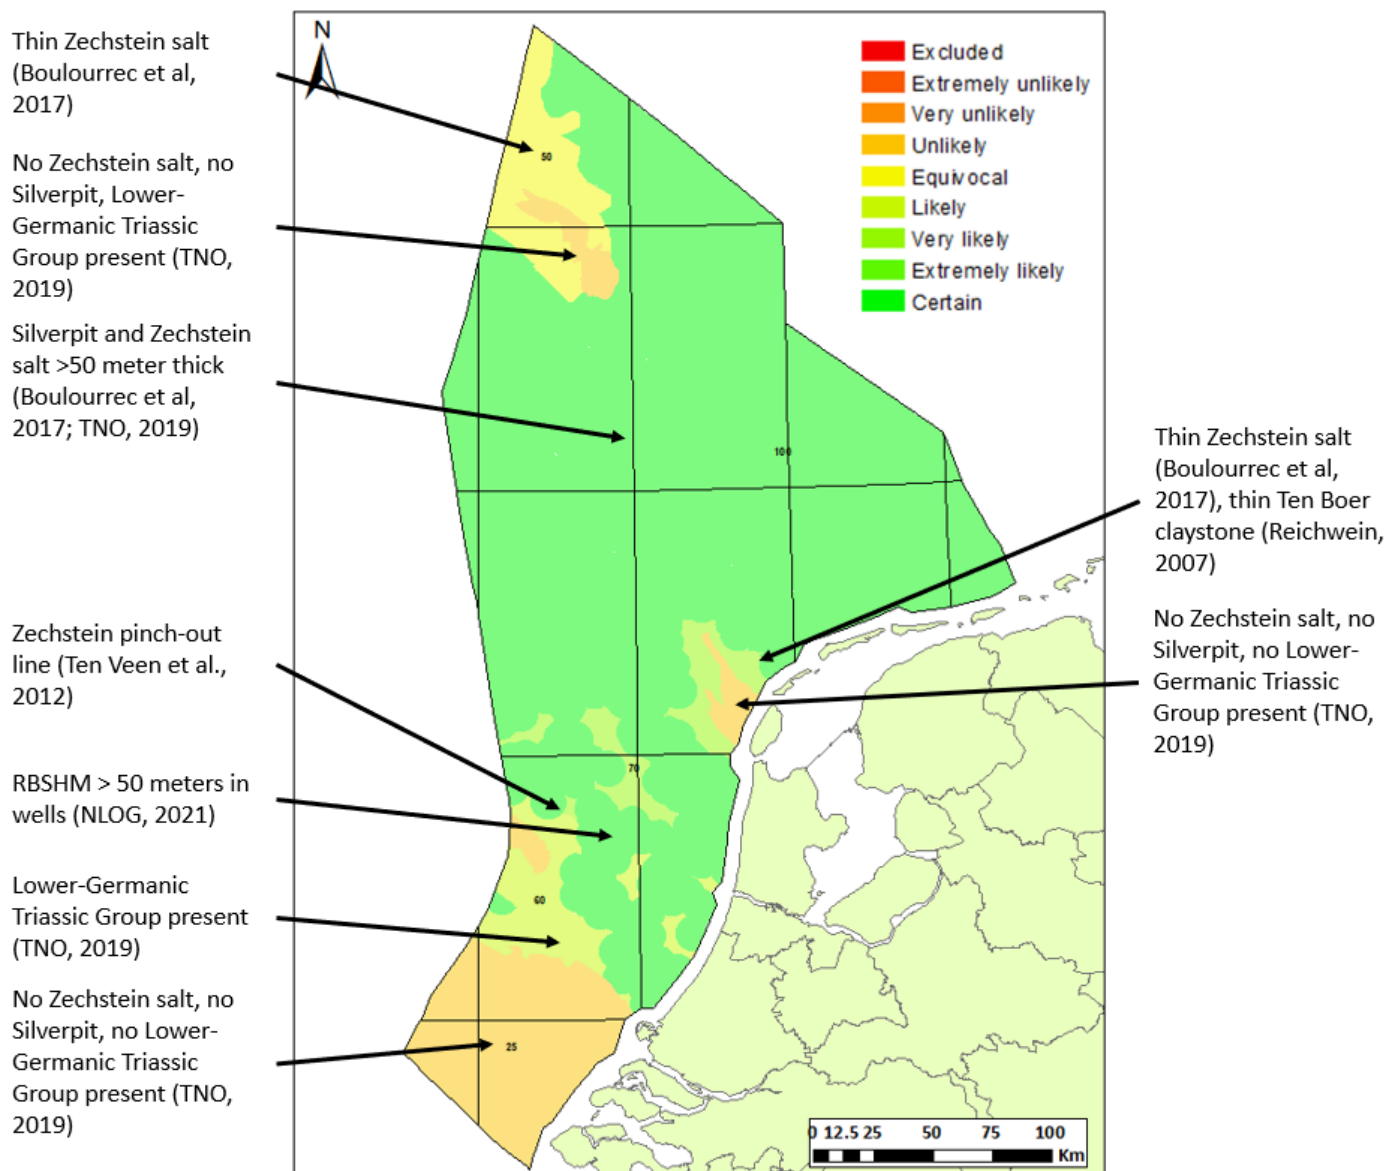 Thin Zechstein salt
(Boulourrec et al,
2017)
No Zechstein salt, no
Silverpit, Lower-
Germanic Triassic
Group present (TNO,
2019)
Silverpit and Zechstein
salt >50 meter thick
(Boulourrec et al,
2017; TNO, 2019)
Zechstein pinch-out
line (Ten Veen et al.,
2012)
RBSHM > 50 meters in
wells (NLOG, 2021)
Lower-Germanic
Triassic Group present
(TNO, 2019)
No Zechstein salt, no
Silverpit, no Lower-
Germanic Triassic
Group present (TNO,
2019)
N
Excluded
Extremely unlikely
Very unlikely
Unlikely
Equivocal
Likely
Very likely
Extremely likely
Certain
50
100
70
60
25
0 12.5 25 50 75 100
Km
Thin Zechstein salt
(Boulourrec et al,
2017), thin Ten Boer
claystone (Reichwein,
2007)
No Zechstein salt, no
Silverpit, no Lower-
Germanic Triassic
Group present (TNO,
2019)